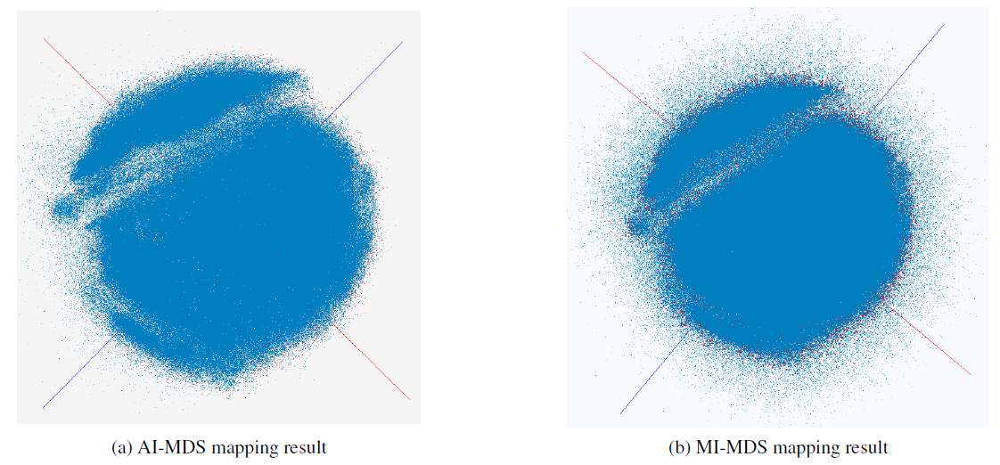 (a) AI-MDS mapping result
(b) MI-MDS mapping result